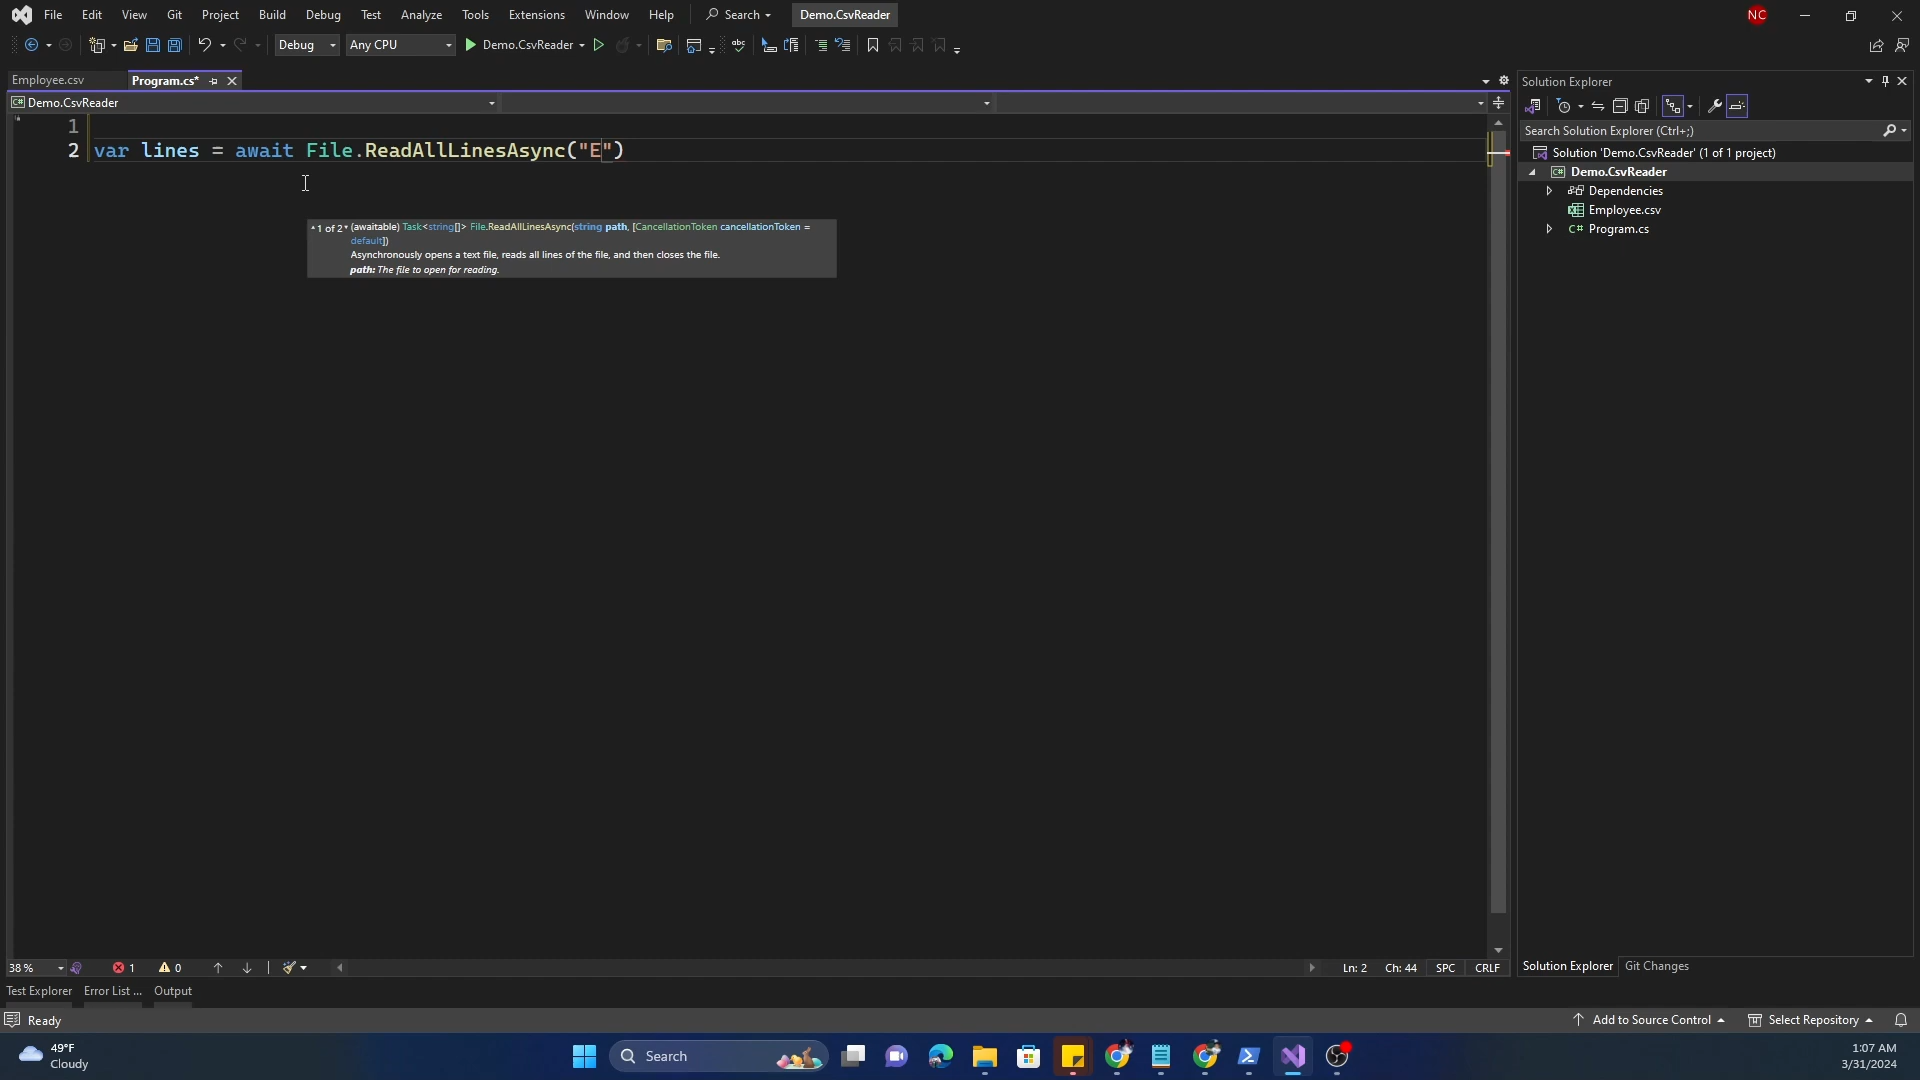 File Edit View Git Project Build Debug Test Analyze Tools Extensions Window Help Search Demo.CsvReader NC
Debug Any CPU Demo.CsvReader
Employee.csv Program.cs*
Demo.CsvReader
1
2 var lines = await File.ReadAllLinesAsync("E")
1 of 2 (awaitable) Task<string[]> File.ReadAllLinesAsync(string path, [CancellationToken cancellationToken =
default])
Asynchronously opens a text file, reads all lines of the file, and then closes the file.
path: The file to open for reading.
Solution Explorer
Search Solution Explorer (Ctrl+;)
Solution 'Demo.CsvReader' (1 of 1 project)
Demo.CsvReader
Dependencies
Employee.csv
C# Program.cs
38 % 1 0 Ln: 2 Ch: 44 SPC CRLF
Solution Explorer Git Changes
Test Explorer Error List ... Output
Ready Add to Source Control Select Repository
49°F
Cloudy
Search
1:07 AM
3/31/2024